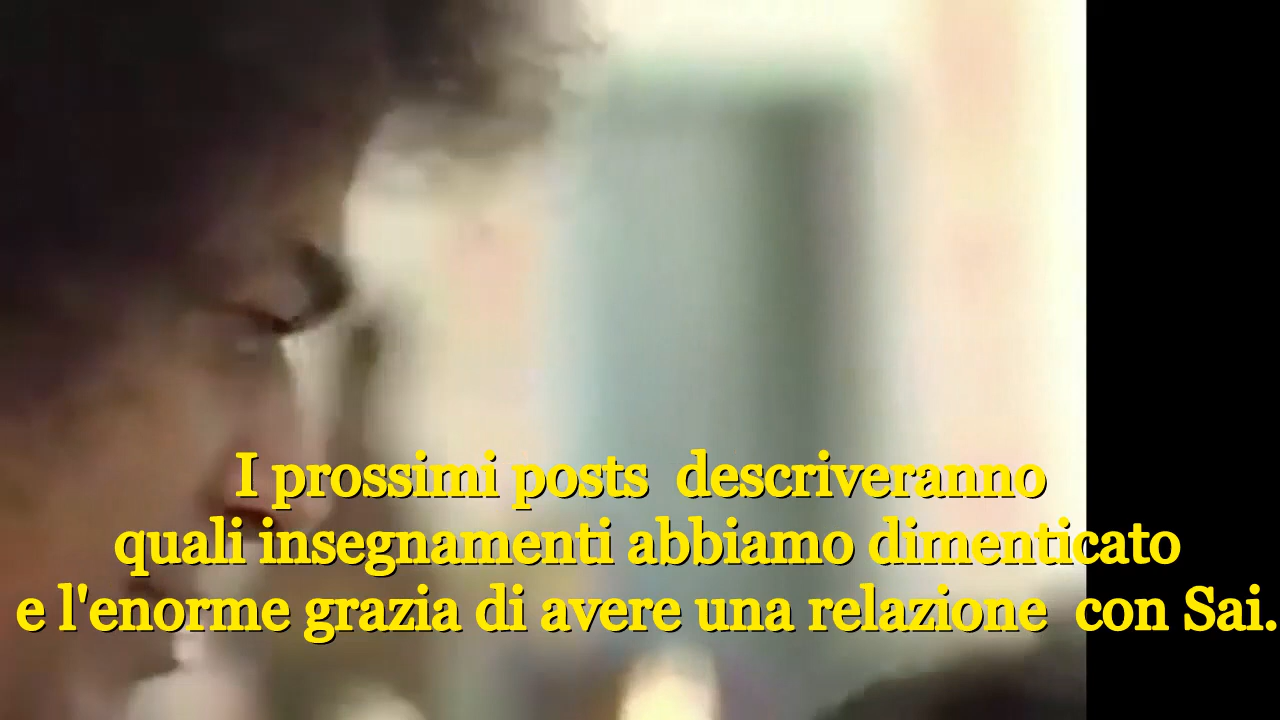 I prossimi posts descriveranno
quali insegnamenti abbiamo dimenticato
e l'enorme grazia di avere una relazione con Sai.